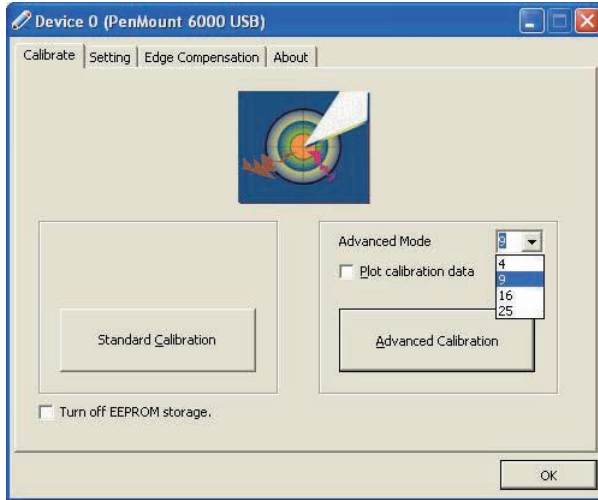 Device 0 (PenMount 6000 USB)
Calibrate Setting Edge Compensation About
Advanced Mode 9
Plot calibration data
4
9
16
25
Standard Calibration
Advanced Calibration
Turn off EEPROM storage.
OK